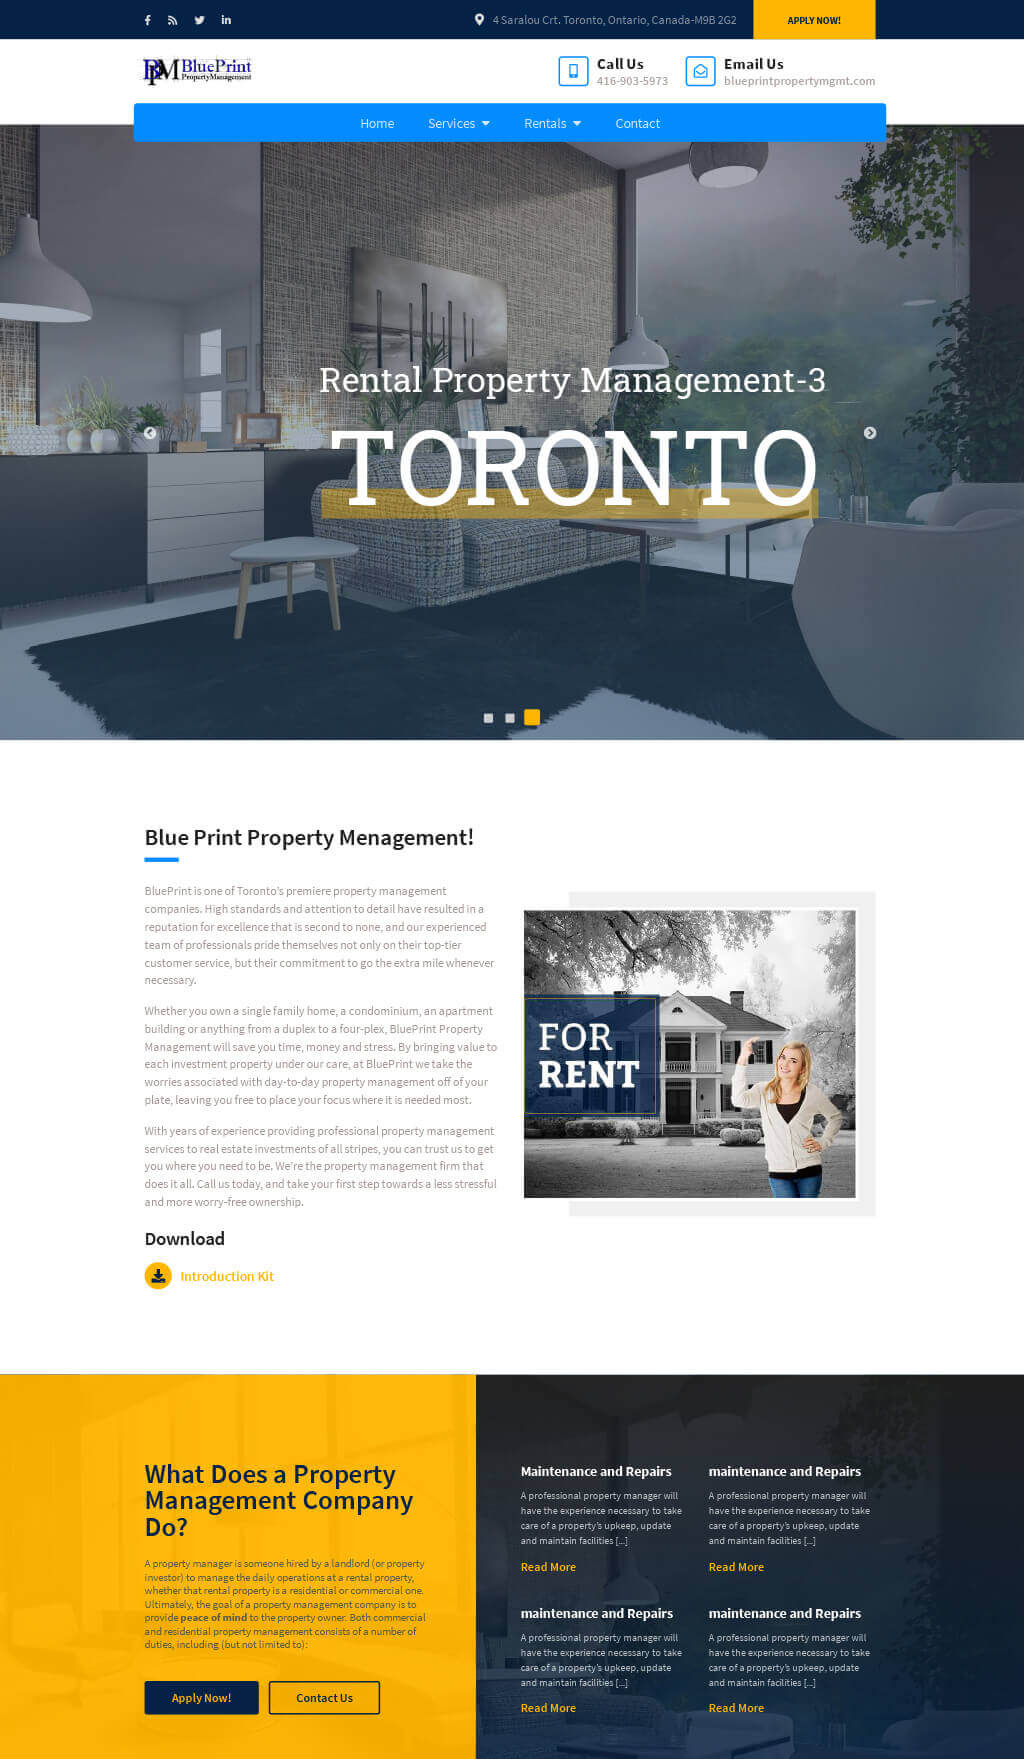 4 Saralou Crt. Toronto, Ontario, Canada-M9B 2G2
APPLY NOW!
BPM BluePrint
PropertyManagement
Call Us
416-903-5973
Email Us
blueprintpropertymgmt.com
Home Services Rentals Contact
Rental Property Management-3
TORONTO
Blue Print Property Menagement!
BluePrint is one of Toronto's premiere property management
companies. High standards and attention to detail have resulted in a
reputation for excellence that is second to none, and our experienced
team of professionals pride themselves not only on their top-tier
customer service, but their commitment to go the extra mile whenever
necessary.
Whether you own a single family home, a condominium, an apartment
building or anything from a duplex to a four-plex, BluePrint Property
Management will save you time, money and stress. By bringing value to
each investment property under our care, at BluePrint we take the
worries associated with day-to-day property management off of your
plate, leaving you free to place your focus where it is needed most.
With years of experience providing professional property management
services to real estate investments of all stripes, you can trust us to get
you where you need to be. We're the property management firm that
does it all. Call us today, and take your first step towards a less stressful
and more worry-free ownership.
FOR
RENT
Download
Introduction Kit
What Does a Property
Management Company
Do?
A property manager is someone hired by a landlord (or property
investor) to manage the daily operations at a rental property,
whether that rental property is a residential or commercial one.
Ultimately, the goal of a property management company is to
provide peace of mind to the property owner. Both commercial
and residential property management consists of a number of
duties, including (but not limited to):
Apply Now!
Contact Us
Maintenance and Repairs
A professional property manager will
have the experience necessary to take
care of a property's upkeep, update
and maintain facilities [...]
Read More
maintenance and Repairs
A professional property manager will
have the experience necessary to take
care of a property's upkeep, update
and maintain facilities [...]
Read More
maintenance and Repairs
A professional property manager will
have the experience necessary to take
care of a property's upkeep, update
and maintain facilities [...]
Read More
maintenance and Repairs
A professional property manager will
have the experience necessary to take
care of a property's upkeep, update
and maintain facilities [...]
Read More